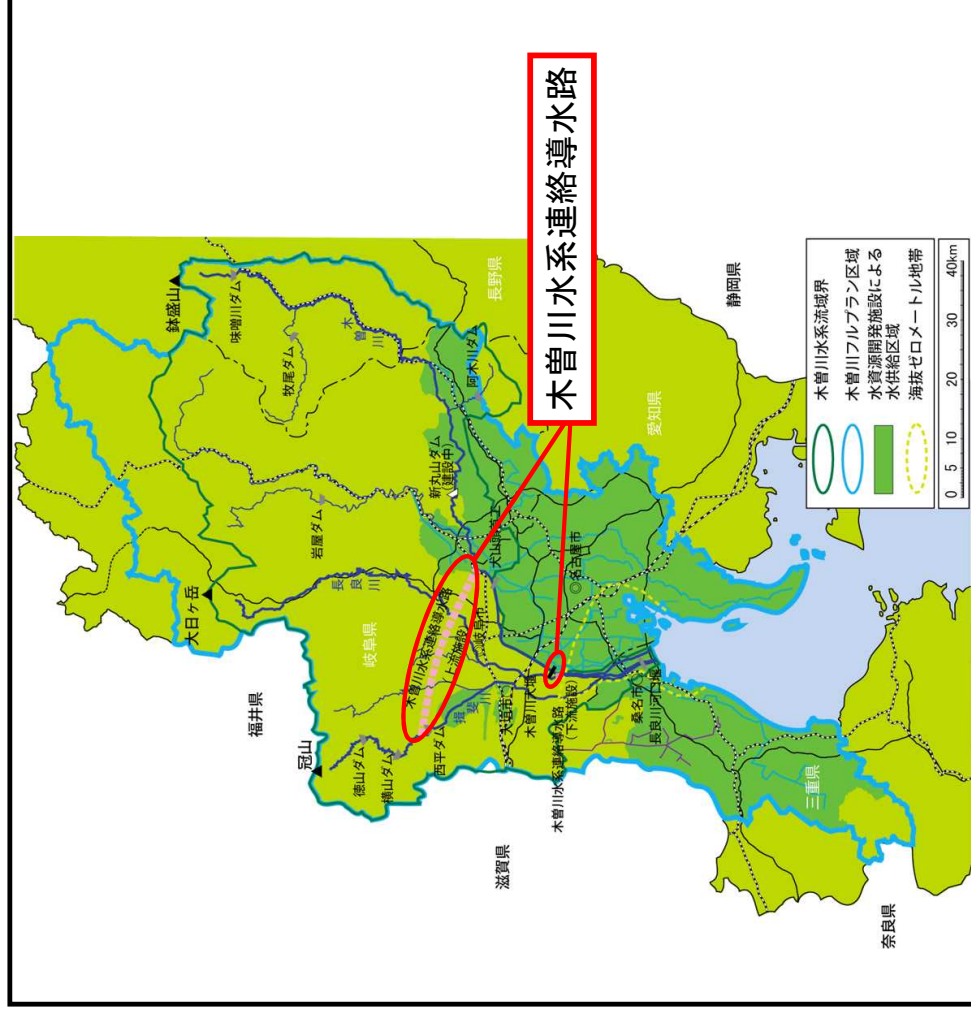 木曽川水系連絡導水路
福井県
冠山
大日ヶ岳
鉢盛山
味噌川ダム
牧尾ダム
木曽川
岩屋ダム
長良川
岐阜県
長野県
阿木川ダム
新丸山ダム
(建設中)
徳山ダム
横山ダム
西平ダム
揖斐川
木曽川水系連絡導水路
上流施設
岐阜市
大垣市
犬山頭首工
木曽川大堰
木曽川水系連絡導水路
(下流施設)
名古屋市
愛知県
静岡県
桑名市
長良川河口堰
三重県
滋賀県
奈良県
木曽川水系流域界
木曽川フルプラン区域
水資源開発施設による
水供給区域
海抜ゼロメートル地帯
0 5 10 20 30 40km